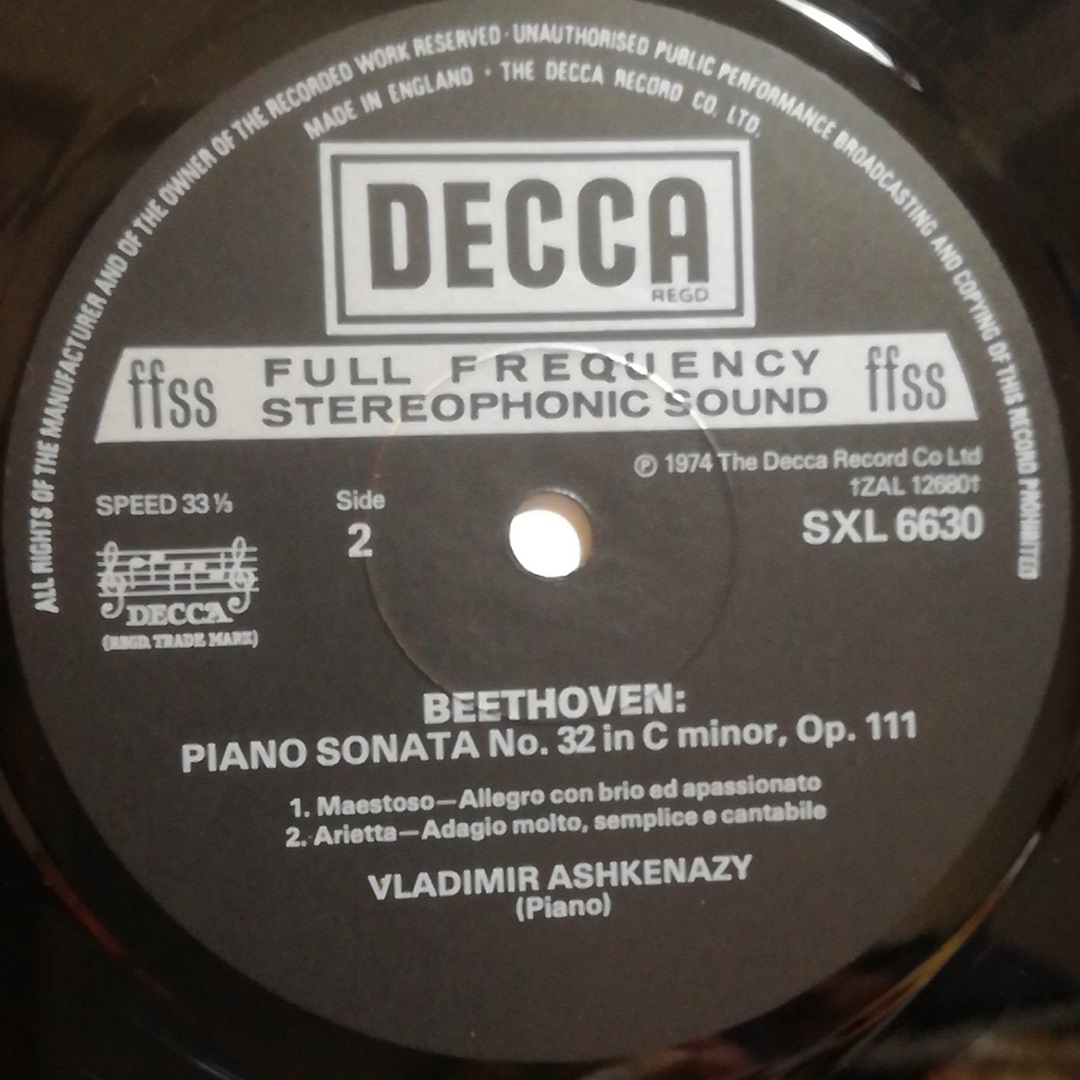 ALL RIGHTS OF THE MANUFACTURER AND OF THE OWNER OF THE RECORDED WORK RESERVED · UNAUTHORISED PUBLIC PERFORMANCE BROADCASTING AND COPYING OF THIS RECORD PROHIBITED
MADE IN ENGLAND · THE DECCA RECORD CO. LTD.
DECCA
REGD
ffss FULL FREQUENCY STEREOPHONIC SOUND ffss
℗ 1974 The Decca Record Co Ltd
†ZAL 12680†
SPEED 33⅓
Side
2
SXL 6630
DECCA
(REGD. TRADE MARK)
BEETHOVEN:
PIANO SONATA No. 32 in C minor, Op. 111
1. Maestoso—Allegro con brio ed apassionato
2. Arietta—Adagio molto, semplice e cantabile
VLADIMIR ASHKENAZY
(Piano)